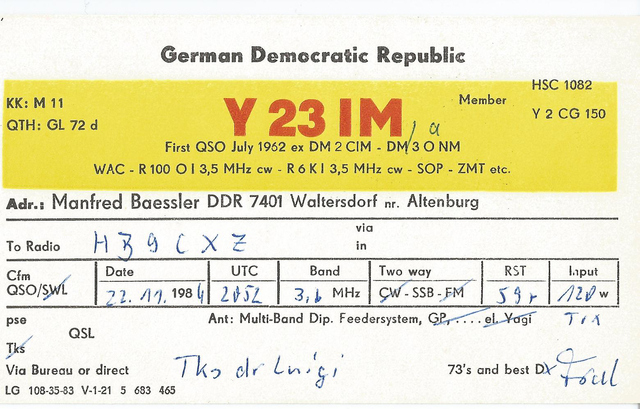 German Democratic Republic
HSC 1082
KK: M 11
Y 23 IM/a
Member
QTH: GL 72 d
Y 2 CG 150
First QSO July 1962 ex DM 2 CIM - DM 3 O NM
WAC - R 100 O I 3,5 MHz cw - R 6 K I 3,5 MHz cw - SOP - ZMT etc.
Adr.: Manfred Baessler DDR 7401 Waltersdorf nr. Altenburg
via
To Radio HB9CXZ in
Cfm Date UTC Band Two way RST Input
QSO/SWL 22.11.1984 2052 3,6 MHz CW - SSB - FM 59 120 w
pse Ant: Multi-Band Dip. Feedersystem, GP, ..... el. Yagi Trx
QSL
Tks
Via Bureau or direct Tks dr Luigi 73's and best DX
LG 108-35-83 V-1-21 5 683 465